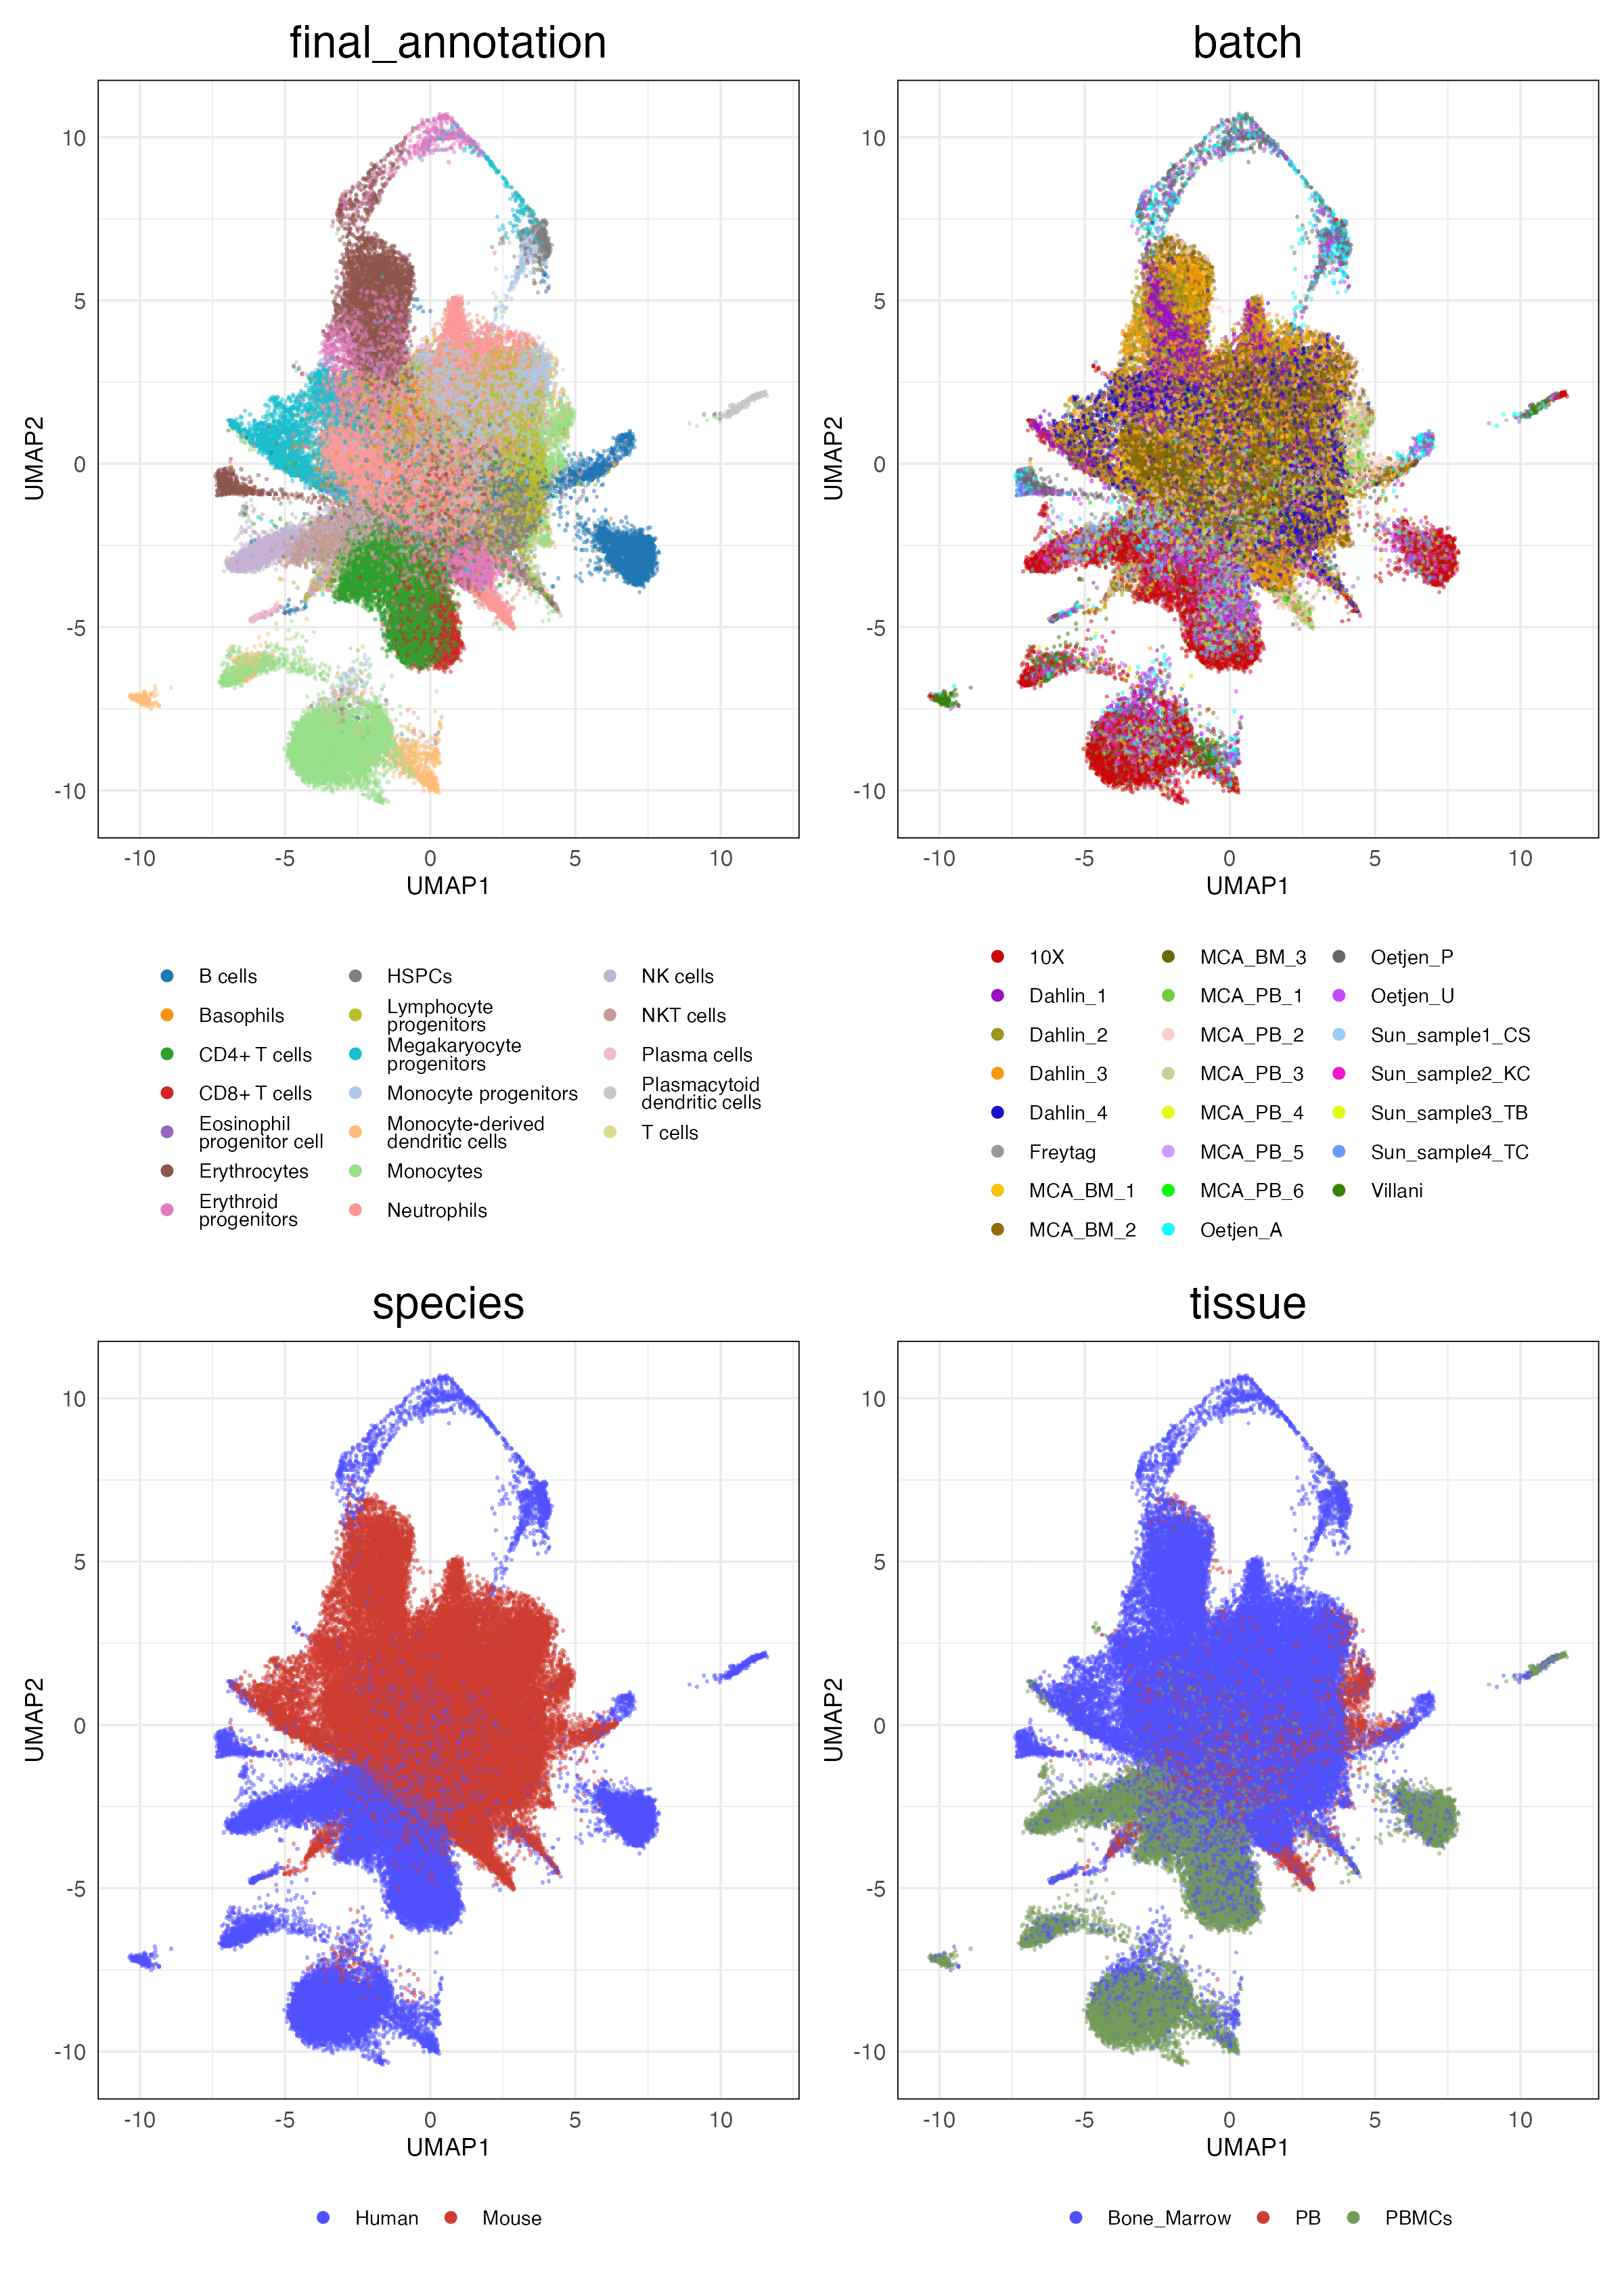 final_annotation
batch
UMAP2
10
5
0
-5
-10
-10
-5
0
5
10
UMAP1
UMAP2
10
5
0
-5
-10
-10
-5
0
5
10
UMAP1
B cells
Basophils
CD4+ T cells
CD8+ T cells
Eosinophil
progenitor cell
Erythrocytes
Erythroid
progenitors
HSPCs
Lymphocyte
progenitors
Megakaryocyte
progenitors
Monocyte progenitors
Monocyte-derived
dendritic cells
Monocytes
Neutrophils
NK cells
NKT cells
Plasma cells
Plasmacytoid
dendritic cells
T cells
10X
Dahlin_1
Dahlin_2
Dahlin_3
Dahlin_4
Freytag
MCA_BM_1
MCA_BM_2
MCA_BM_3
MCA_PB_1
MCA_PB_2
MCA_PB_3
MCA_PB_4
MCA_PB_5
MCA_PB_6
Oetjen_A
Oetjen_P
Oetjen_U
Sun_sample1_CS
Sun_sample2_KC
Sun_sample3_TB
Sun_sample4_TC
Villani
species
tissue
UMAP2
10
5
0
-5
-10
-10
-5
0
5
10
UMAP1
UMAP2
10
5
0
-5
-10
-10
-5
0
5
10
UMAP1
Human
Mouse
Bone_Marrow
PB
PBMCs